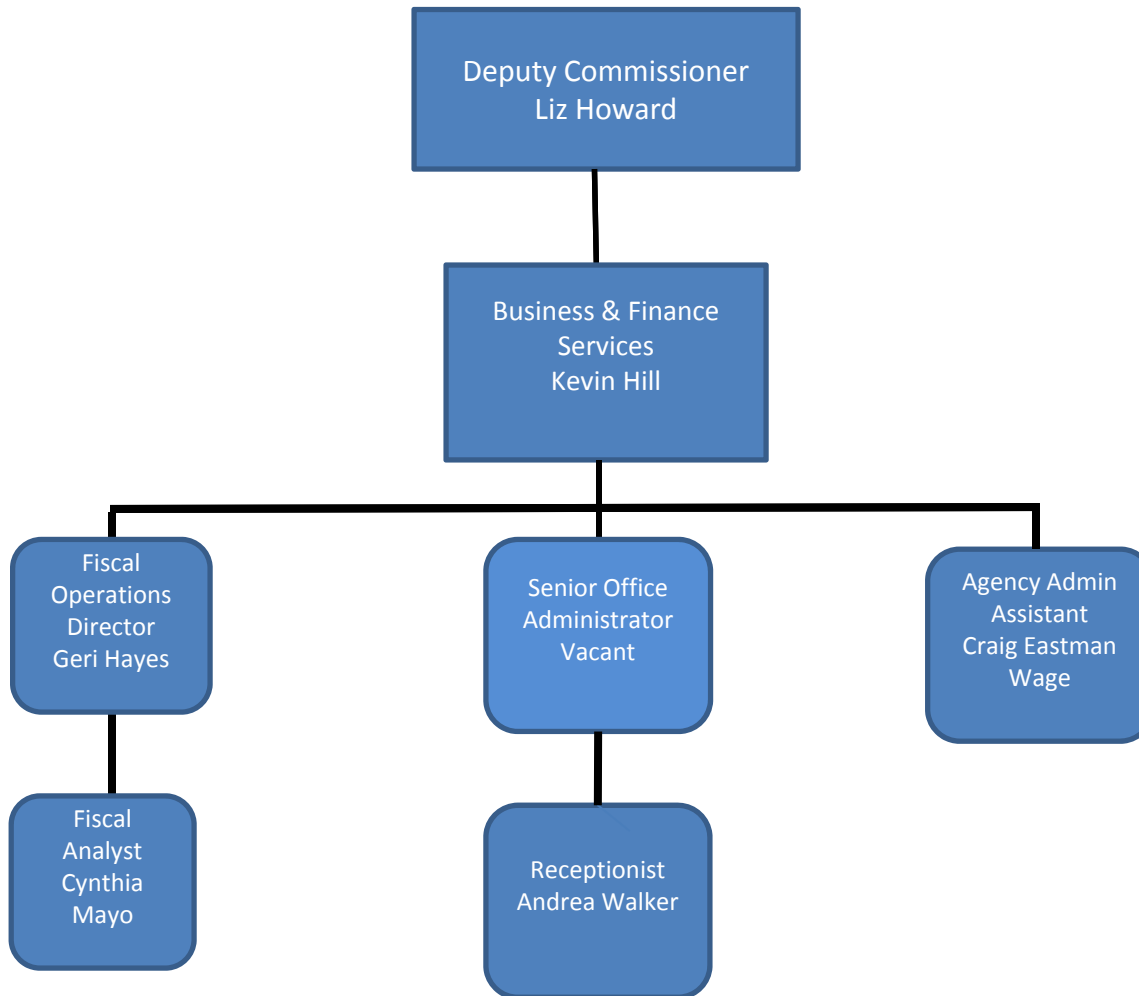 Deputy Commissioner
Liz Howard
Business & Finance
Services
Kevin Hill
Fiscal
Operations
Director
Geri Hayes
Senior Office
Administrator
Vacant
Agency Admin
Assistant
Craig Eastman
Wage
Fiscal
Analyst
Cynthia
Mayo
Receptionist
Andrea Walker